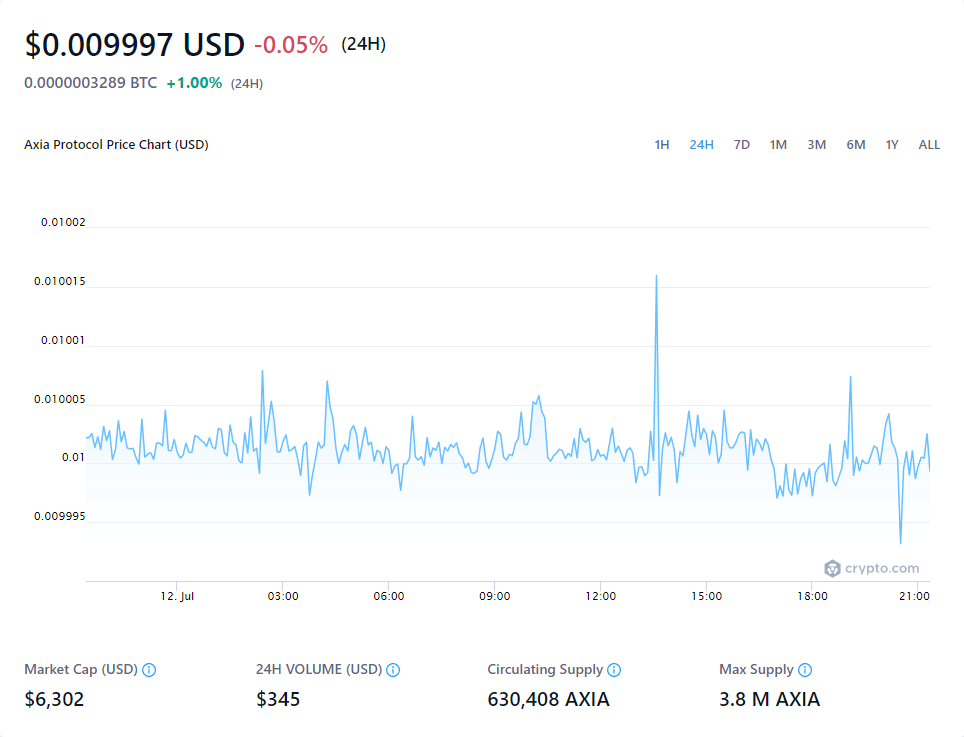 $0.009997 USD -0.05% (24H)
0.0000003289 BTC +1.00% (24H)
Axia Protocol Price Chart (USD) 1H 24H 7D 1M 3M 6M 1Y ALL
0.01002
0.010015
0.01001
0.010005
0.01
0.009995
crypto.com
12. Jul 03:00 06:00 09:00 12:00 15:00 18:00 21:00
Market Cap (USD) 24H VOLUME (USD) Circulating Supply Max Supply
$6,302 $345 630,408 AXIA 3.8 M AXIA